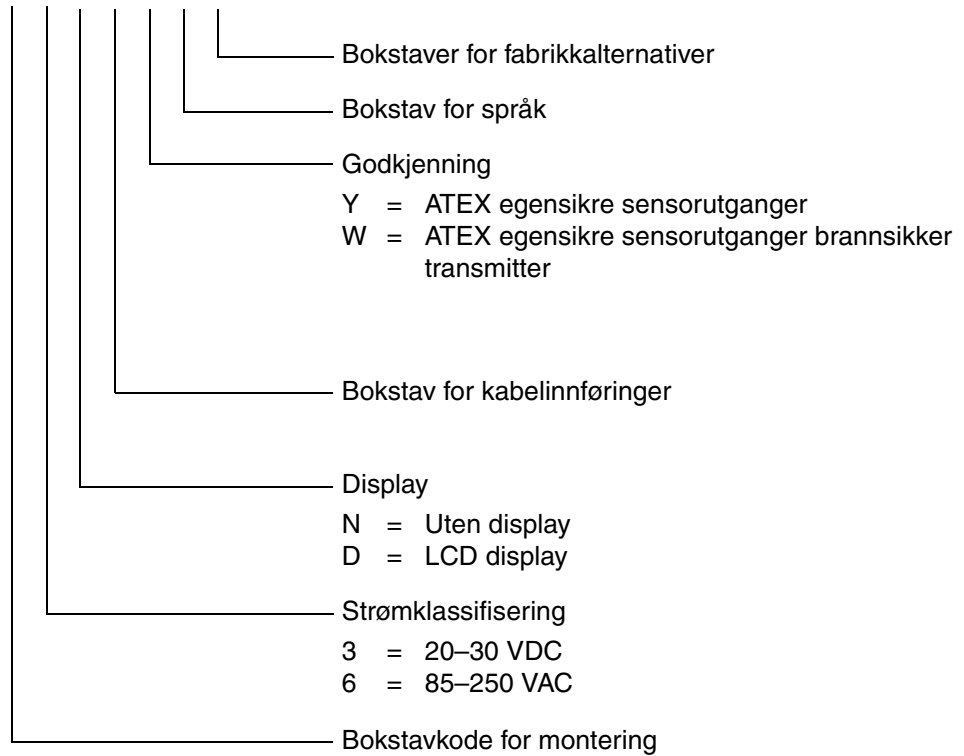 Bokstaver for fabrikkalternativer
Bokstav for språk
Godkjenning
Y = ATEX egensikre sensorutganger
W = ATEX egensikre sensorutganger brannsikker
transmitter
Bokstav for kabelinnføringer
Display
N = Uten display
D = LCD display
Strømklassifisering
3 = 20–30 VDC
6 = 85–250 VAC
Bokstavkode for montering